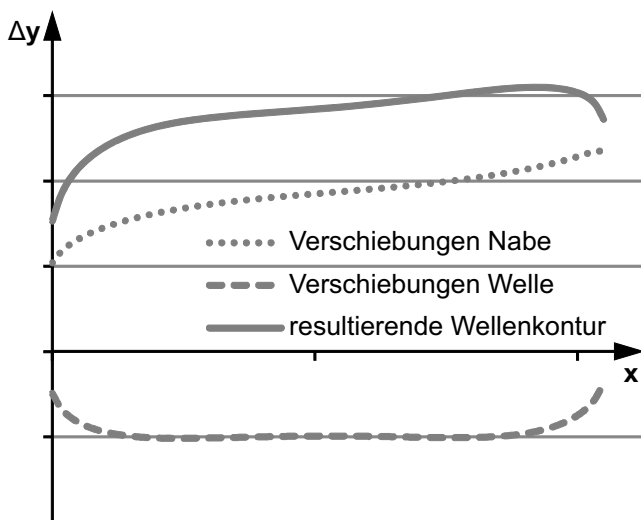 Δy
Verschiebungen Nabe
Verschiebungen Welle
resultierende Wellenkontur
x